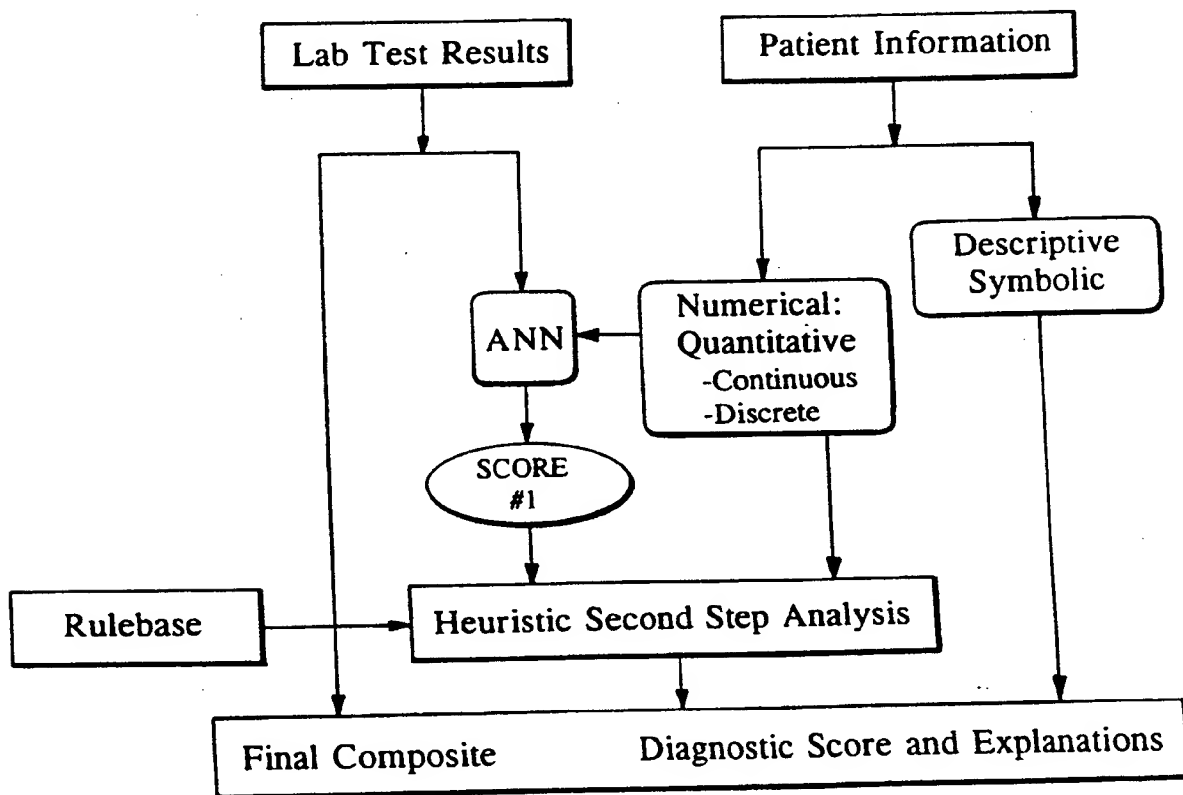 Lab Test Results
Patient Information
Descriptive
Symbolic
Numerical:
Quantitative
-Continuous
-Discrete
ANN
SCORE
#1
Rulebase
Heuristic Second Step Analysis
Final Composite
Diagnostic Score and Explanations